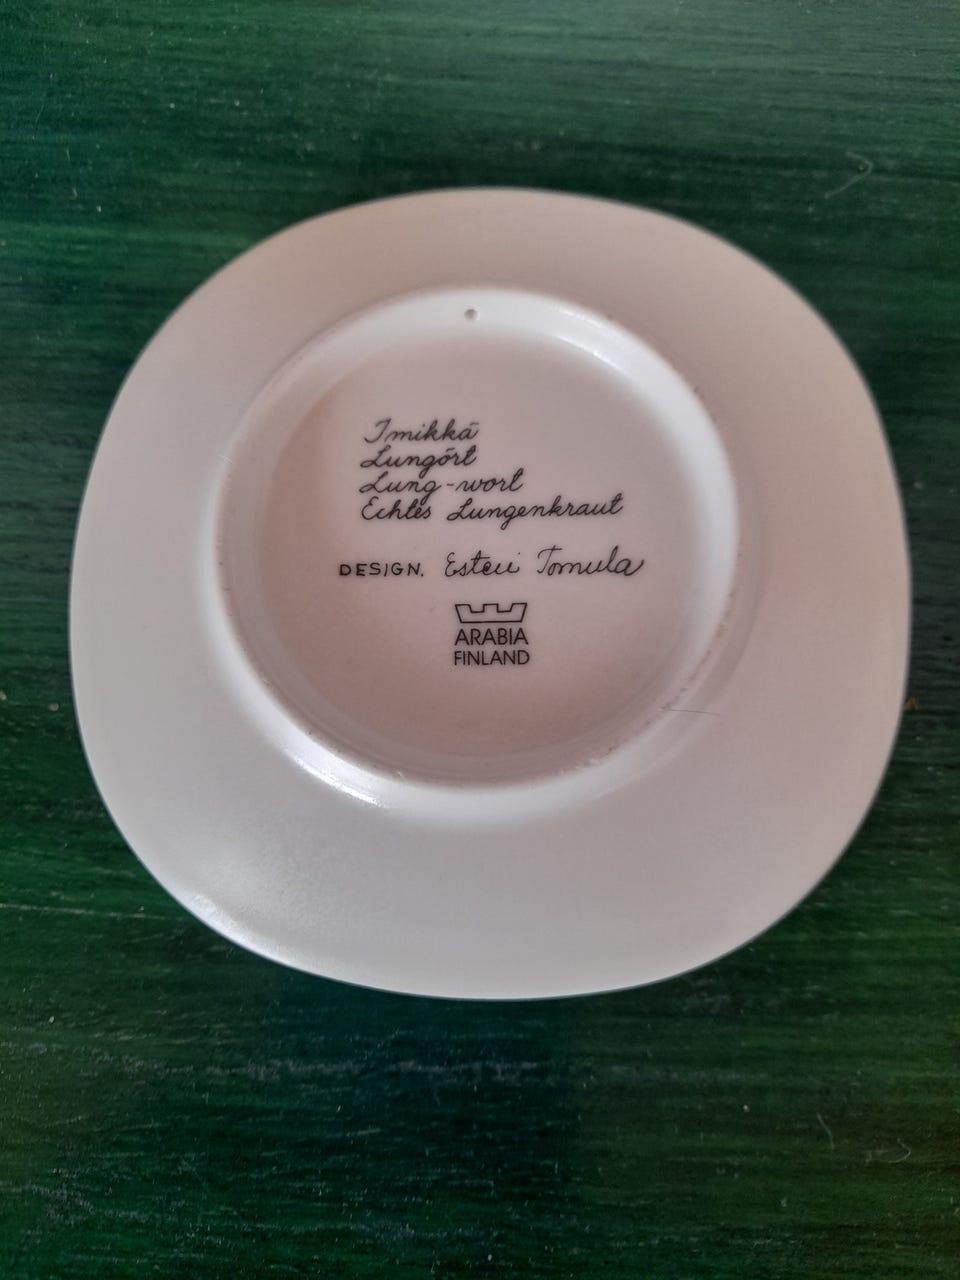 Imikkä
Lungört
Lung-wort
Echtes Lungenkraut
DESIGN. Esteri Tomula
ARABIA
FINLAND